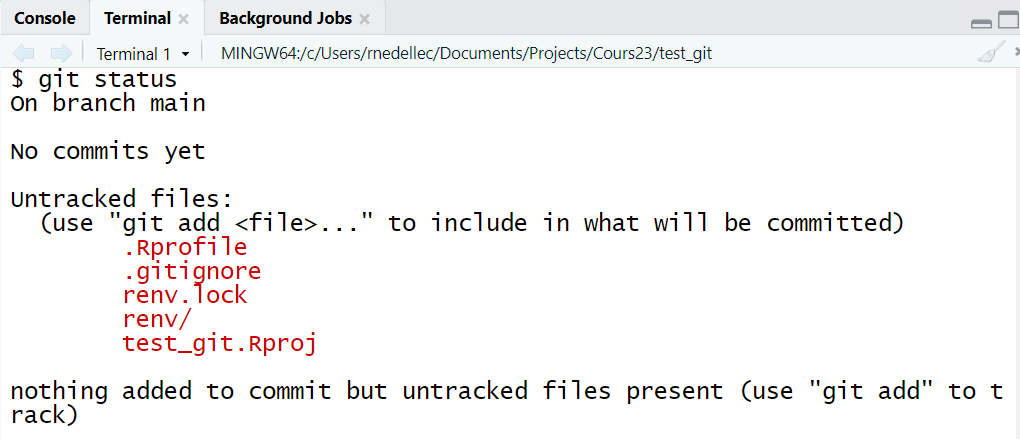 Console Terminal Background Jobs
Terminal 1 MINGW64:/c/Users/rnedellec/Documents/Projects/Cours23/test_git
$ git status
On branch main
No commits yet
Untracked files:
(use "git add <file>..." to include in what will be committed)
.Rprofile
.gitignore
renv.lock
renv/
test_git.Rproj
nothing added to commit but untracked files present (use "git add" to t
rack)